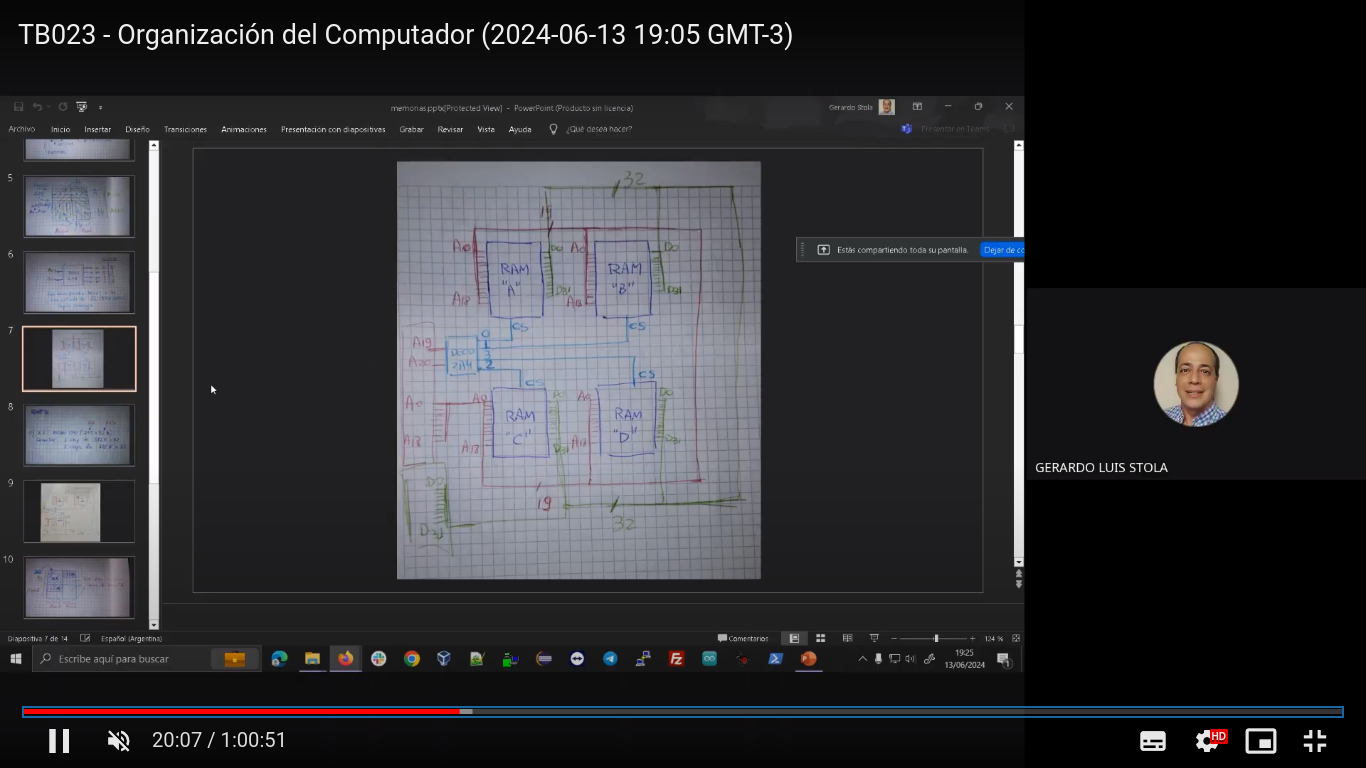 TB023 - Organización del Computador (2024-06-13 19:05 GMT-3)
memorias.pptx[Protected View] - PowerPoint (Producto sin licencia)
Gerardo Stola
Archivo Inicio Insertar Diseño Transiciones Animaciones Presentación con diapositivas Grabar Revisar Vista Ayuda ¿Qué desea hacer?
Presentar en Teams
5
6
7
8
9
10
32
19
A0 D0 A0 D0
RAM "A"
RAM "B"
A18 D31 A18 D31
CS CS
A19
A20
DECO
2x4
0
1
3
2
CS CS
A0 A0 D0 A0 D0
RAM "C"
RAM "D"
A18 A18 D31 A18 D31
D0
D31
19
32
Estás compartiendo toda su pantalla.
Dejar de co
GERARDO LUIS STOLA
Diapositiva 7 de 14 Español (Argentina)
Comentarios
124 %
Escribe aquí para buscar
19:25
13/06/2024
20:07 / 1:00:51
HD